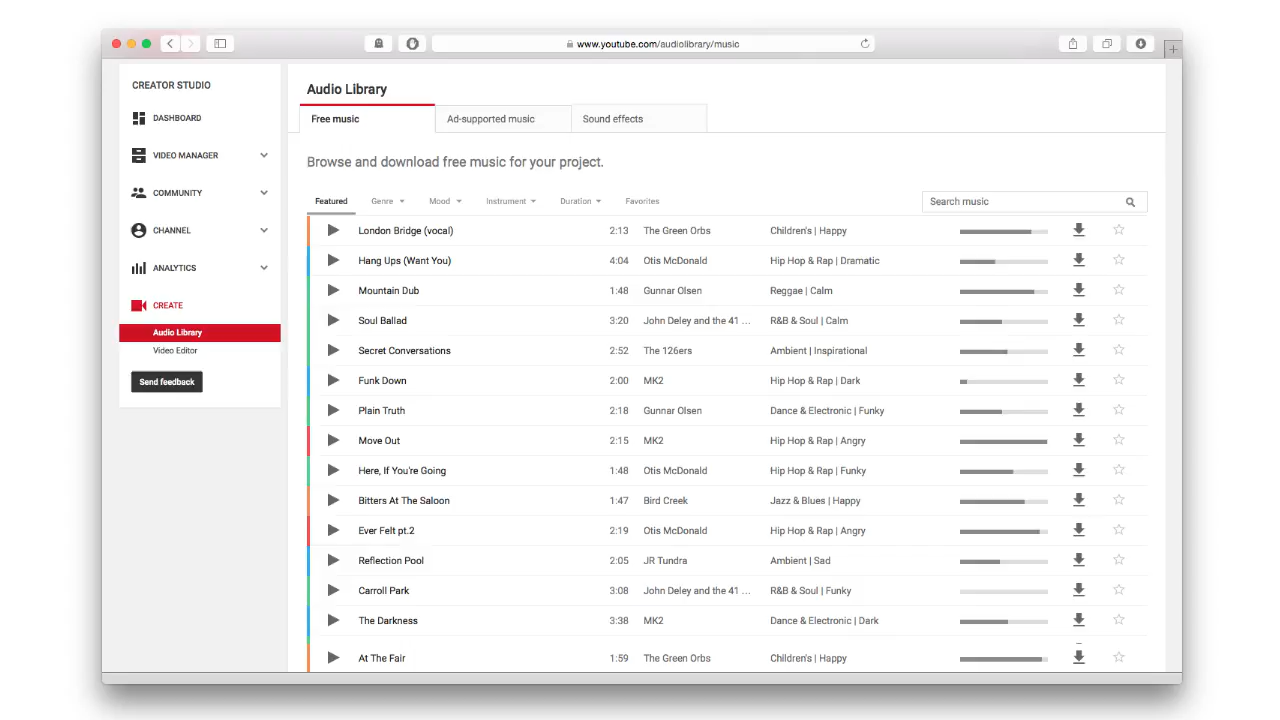 www.youtube.com/audiolibrary/music
CREATOR STUDIO
DASHBOARD
VIDEO MANAGER
COMMUNITY
CHANNEL
ANALYTICS
CREATE
Audio Library
Video Editor
Send feedback
Audio Library
Free music Ad-supported music Sound effects
Browse and download free music for your project.
Featured Genre Mood Instrument Duration Favorites Search music
London Bridge (vocal) 2:13 The Green Orbs Children's | Happy
Hang Ups (Want You) 4:04 Otis McDonald Hip Hop & Rap | Dramatic
Mountain Dub 1:48 Gunnar Olsen Reggae | Calm
Soul Ballad 3:20 John Deley and the 41 ... R&B & Soul | Calm
Secret Conversations 2:52 The 126ers Ambient | Inspirational
Funk Down 2:00 MK2 Hip Hop & Rap | Dark
Plain Truth 2:18 Gunnar Olsen Dance & Electronic | Funky
Move Out 2:15 MK2 Hip Hop & Rap | Angry
Here, If You're Going 1:48 Otis McDonald Hip Hop & Rap | Funky
Bitters At The Saloon 1:47 Bird Creek Jazz & Blues | Happy
Ever Felt pt.2 2:19 Otis McDonald Hip Hop & Rap | Angry
Reflection Pool 2:05 JR Tundra Ambient | Sad
Carroll Park 3:08 John Deley and the 41 ... R&B & Soul | Funky
The Darkness 3:38 MK2 Dance & Electronic | Dark
At The Fair 1:59 The Green Orbs Children's | Happy